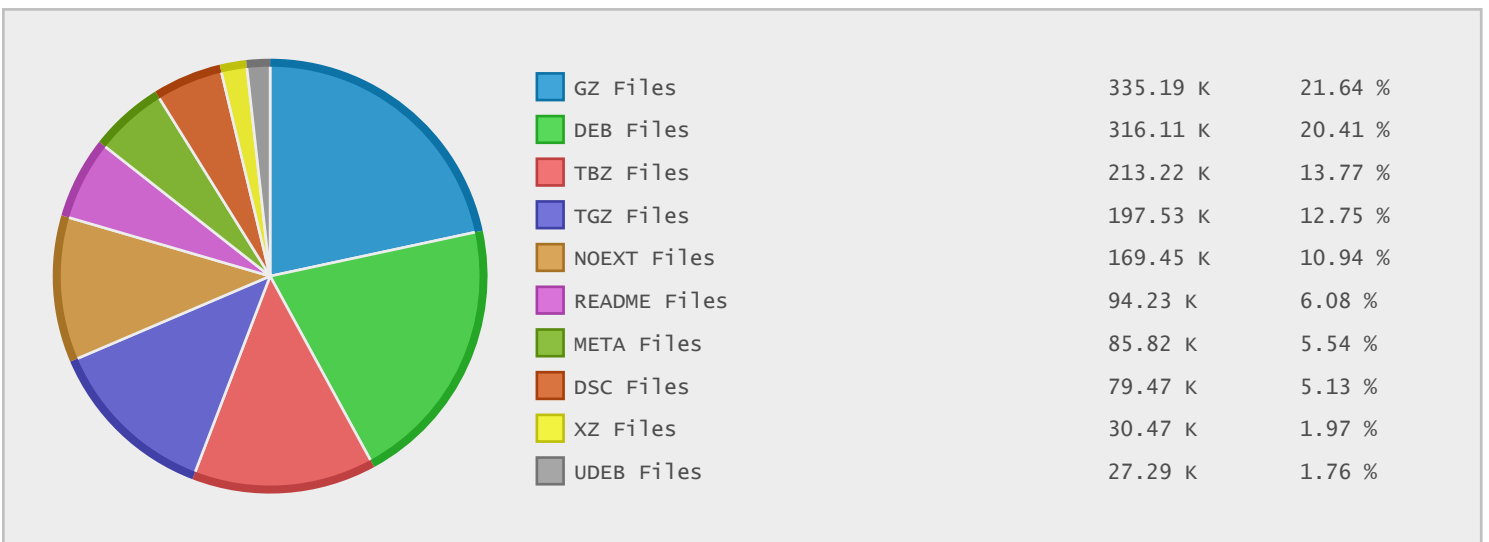 GZ Files 335.19 K 21.64 %
DEB Files 316.11 K 20.41 %
TBZ Files 213.22 K 13.77 %
TGZ Files 197.53 K 12.75 %
NOEXT Files 169.45 K 10.94 %
README Files 94.23 K 6.08 %
META Files 85.82 K 5.54 %
DSC Files 79.47 K 5.13 %
XZ Files 30.47 K 1.97 %
UDEB Files 27.29 K 1.76 %